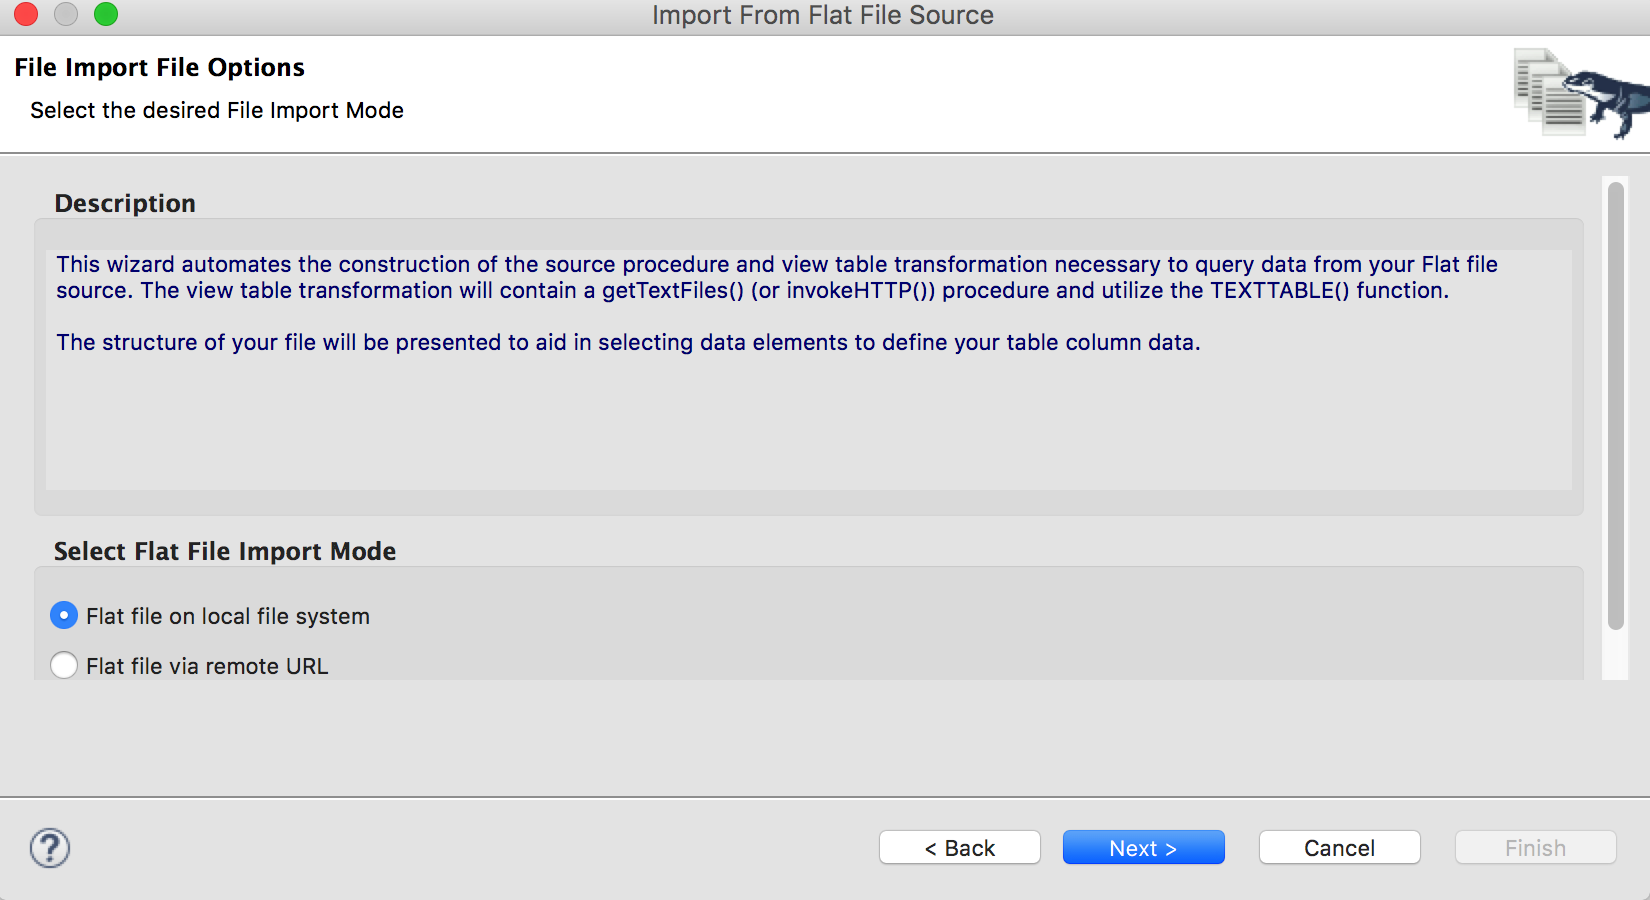 Import From Flat File Source
File Import File Options
Select the desired File Import Mode
Description
This wizard automates the construction of the source procedure and view table transformation necessary to query data from your Flat file
source. The view table transformation will contain a getTextFiles() (or invokeHTTP()) procedure and utilize the TEXTTABLE() function.
The structure of your file will be presented to aid in selecting data elements to define your table column data.
Select Flat File Import Mode
Flat file on local file system
Flat file via remote URL
?
< Back
Next >
Cancel
Finish